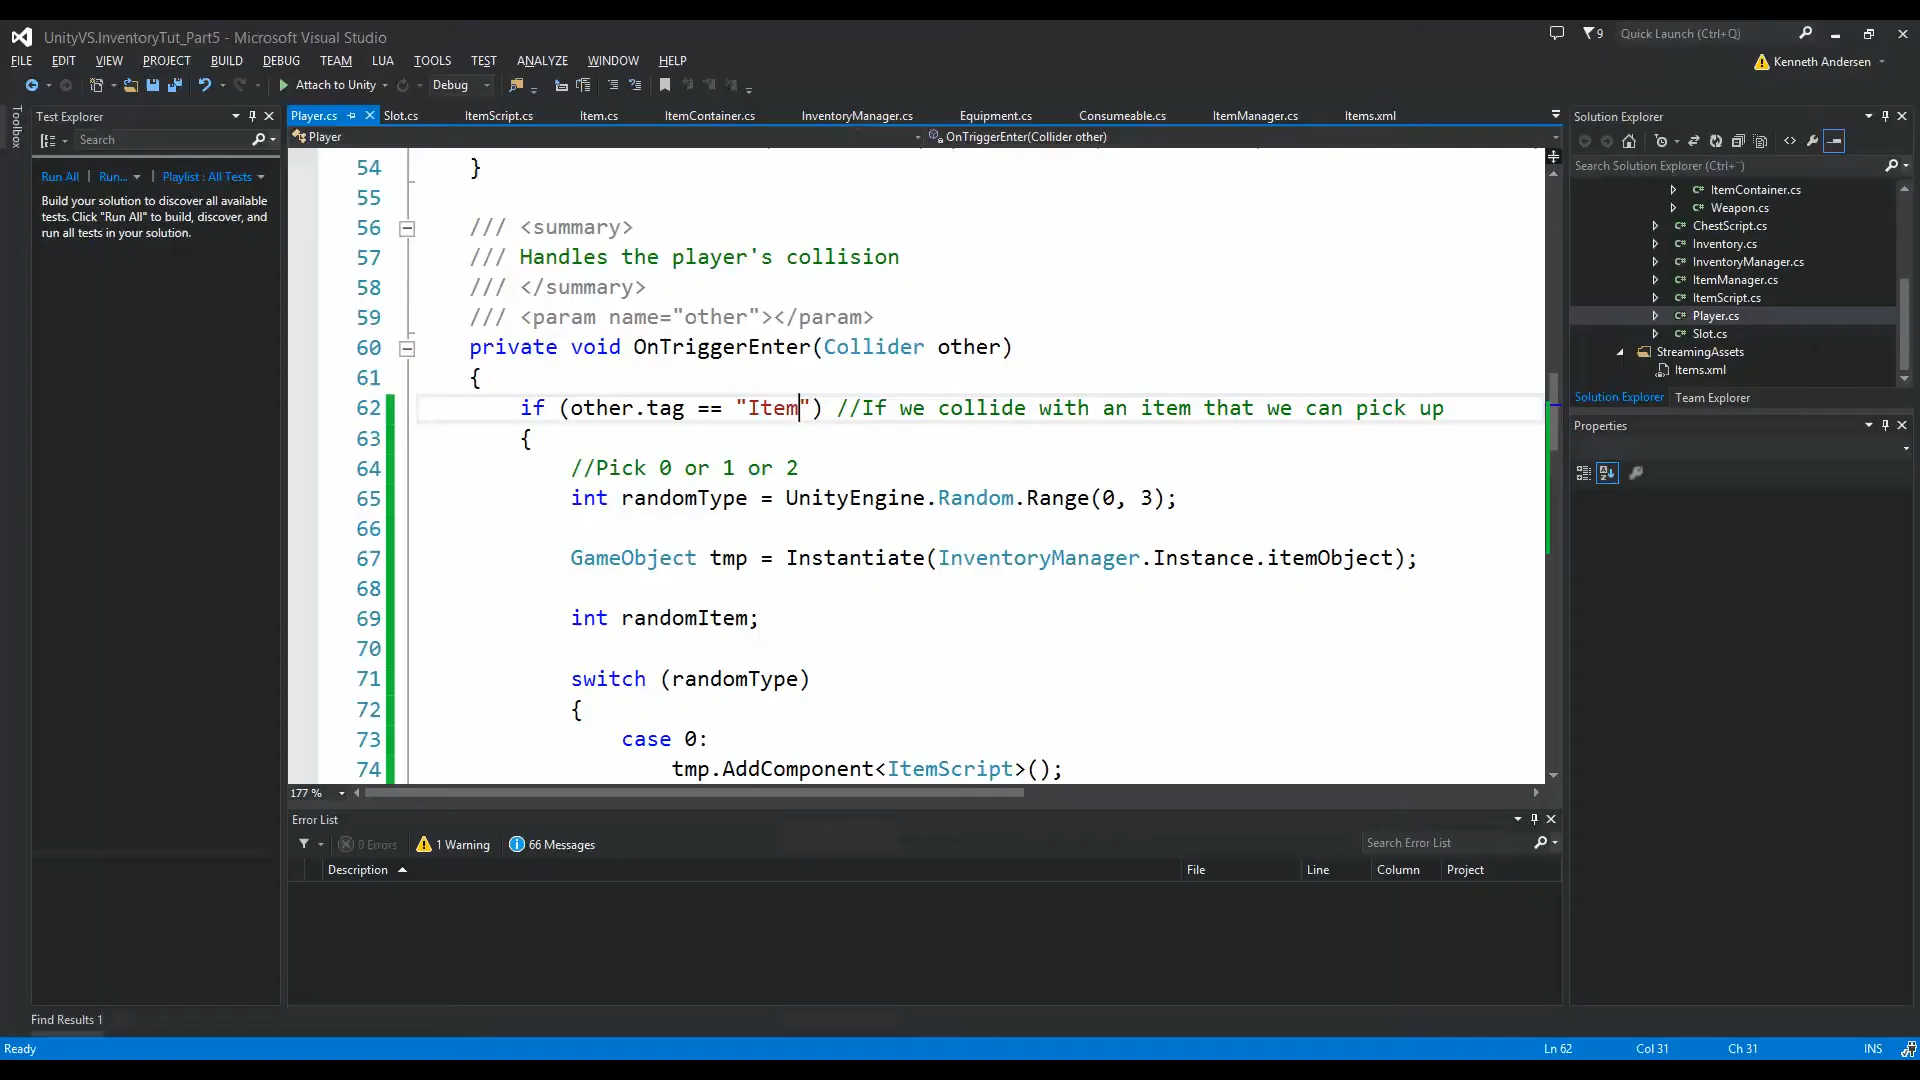 UnityVS.InventoryTut_Part5 - Microsoft Visual Studio
9
Quick Launch (Ctrl+Q)
FILE EDIT VIEW PROJECT BUILD DEBUG TEAM LUA TOOLS TEST ANALYZE WINDOW HELP
Kenneth Andersen
Attach to Unity
Debug
Toolbox
Test Explorer
Search
Run All | Run... | Playlist : All Tests
Build your solution to discover all available
tests. Click "Run All" to build, discover, and
run all tests in your solution.
Player.cs Slot.cs ItemScript.cs Item.cs ItemContainer.cs InventoryManager.cs Equipment.cs Consumeable.cs ItemManager.cs Items.xml
Player
OnTriggerEnter(Collider other)
54 }
55
56 /// <summary>
57 /// Handles the player's collision
58 /// </summary>
59 /// <param name="other"></param>
60 private void OnTriggerEnter(Collider other)
61 {
62 if (other.tag == "Item") //If we collide with an item that we can pick up
63 {
64 //Pick 0 or 1 or 2
65 int randomType = UnityEngine.Random.Range(0, 3);
66
67 GameObject tmp = Instantiate(InventoryManager.Instance.itemObject);
68
69 int randomItem;
70
71 switch (randomType)
72 {
73 case 0:
74 tmp.AddComponent<ItemScript>();
177 %
Error List
0 Errors
1 Warning
66 Messages
Search Error List
Description File Line Column Project
Solution Explorer
Search Solution Explorer (Ctrl+¨)
C# ItemContainer.cs
C# Weapon.cs
C# ChestScript.cs
C# Inventory.cs
C# InventoryManager.cs
C# ItemManager.cs
C# ItemScript.cs
C# Player.cs
C# Slot.cs
StreamingAssets
Items.xml
Solution Explorer Team Explorer
Properties
Find Results 1
Ready
Ln 62 Col 31 Ch 31 INS